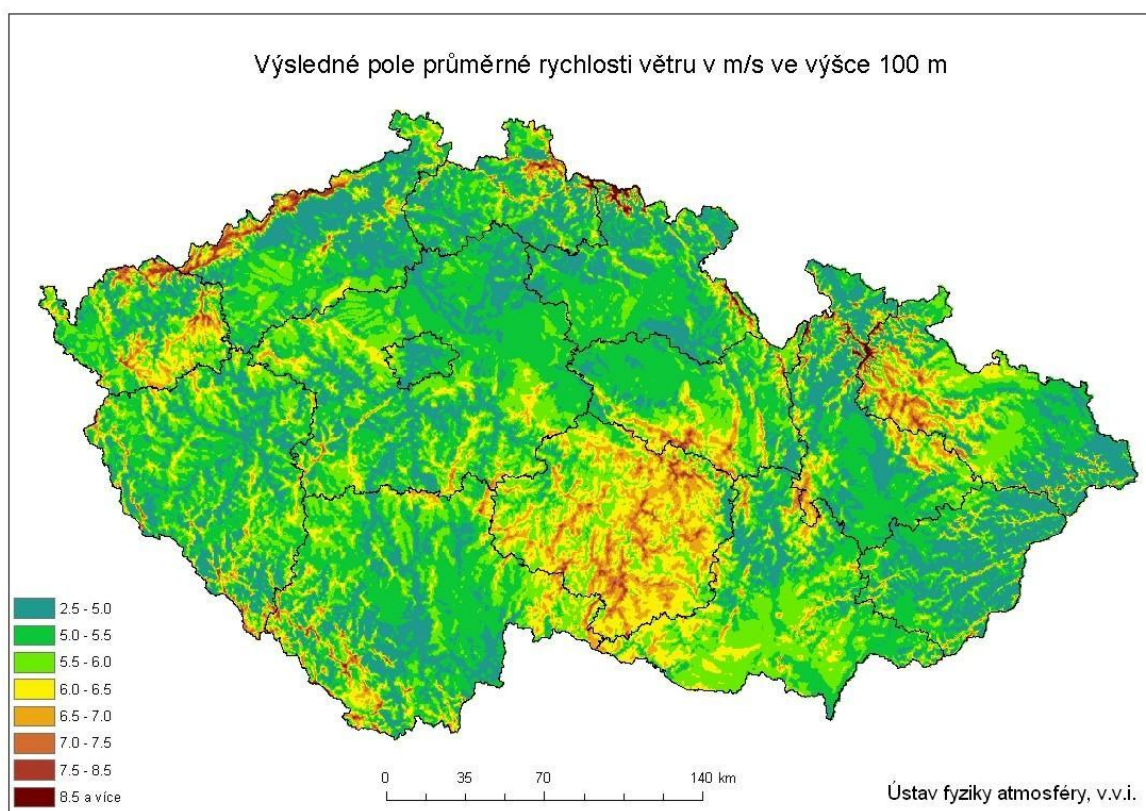 Výsledné pole průměrné rychlosti větru v m/s ve výšce 100 m
2.5 - 5.0
5.0 - 5.5
5.5 - 6.0
6.0 - 6.5
6.5 - 7.0
7.0 - 7.5
7.5 - 8.5
8.5 a více
0 35 70 140 km
Ústav fyziky atmosféry, v.v.i.